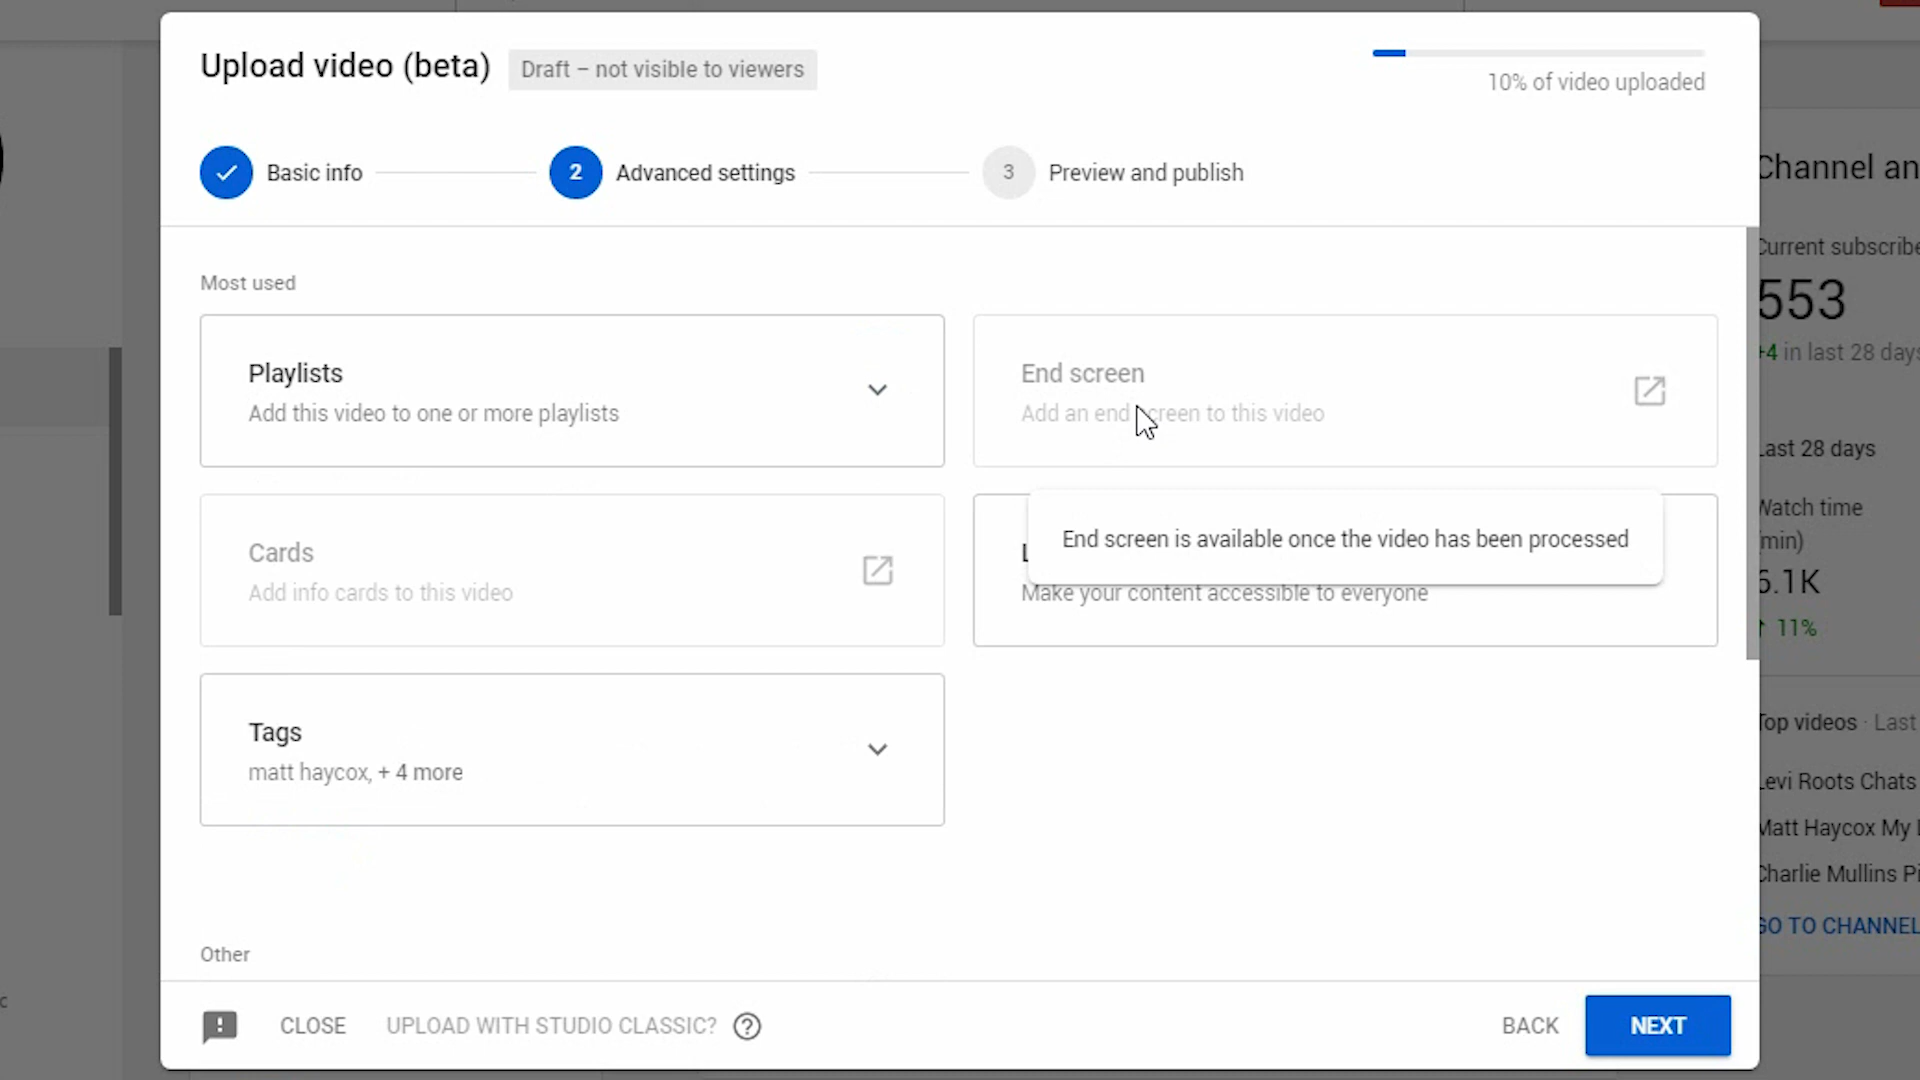 Upload video (beta)
Draft – not visible to viewers
10% of video uploaded
Basic info
2
Advanced settings
3
Preview and publish
Most used
Playlists
Add this video to one or more playlists
End screen
Add an end screen to this video
Cards
Add info cards to this video
End screen is available once the video has been processed
Make your content accessible to everyone
Tags
matt haycox, + 4 more
Other
CLOSE
UPLOAD WITH STUDIO CLASSIC?
BACK
NEXT
Channel an
Current subscribe
553
+4 in last 28 days
Last 28 days
Watch time
(min)
6.1K
11%
Top videos · Last
Levi Roots Chats
Matt Haycox My
Charlie Mullins Pi
GO TO CHANNEL